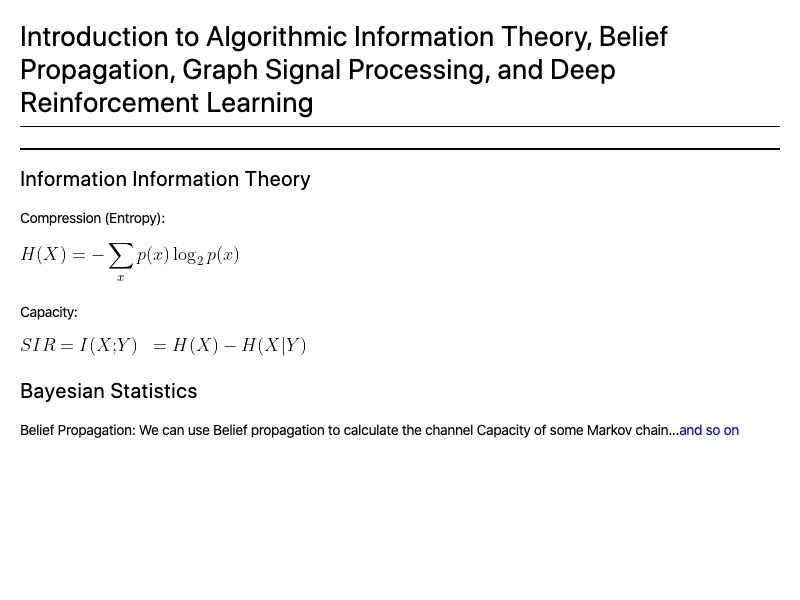 Introduction to Algorithmic Information Theory, Belief
Propagation, Graph Signal Processing, and Deep
Reinforcement Learning
Information Information Theory
Compression (Entropy):
H(X) = − ∑_x p(x) log_2 p(x)
Capacity:
SIR = I(X;Y) = H(X) − H(X|Y)
Bayesian Statistics
Belief Propagation: We can use Belief propagation to calculate the channel Capacity of some Markov chain...and so on